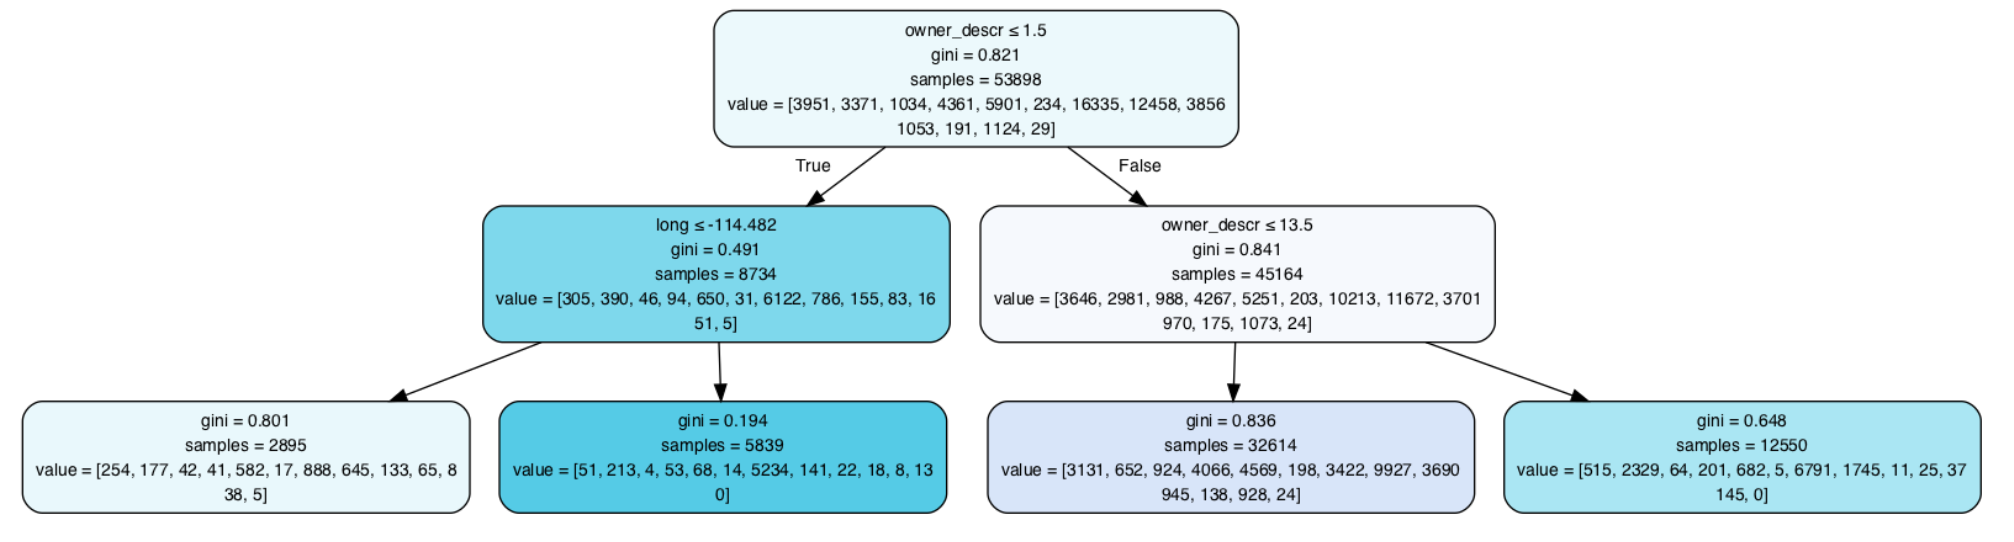 owner_descr ≤ 1.5
gini = 0.821
samples = 53898
value = [3951, 3371, 1034, 4361, 5901, 234, 16335, 12458, 3856
1053, 191, 1124, 29]
True
False
long ≤ -114.482
gini = 0.491
samples = 8734
value = [305, 390, 46, 94, 650, 31, 6122, 786, 155, 83, 16
51, 5]
owner_descr ≤ 13.5
gini = 0.841
samples = 45164
value = [3646, 2981, 988, 4267, 5251, 203, 10213, 11672, 3701
970, 175, 1073, 24]
gini = 0.801
samples = 2895
value = [254, 177, 42, 41, 582, 17, 888, 645, 133, 65, 8
38, 5]
gini = 0.194
samples = 5839
value = [51, 213, 4, 53, 68, 14, 5234, 141, 22, 18, 8, 13
0]
gini = 0.836
samples = 32614
value = [3131, 652, 924, 4066, 4569, 198, 3422, 9927, 3690
945, 138, 928, 24]
gini = 0.648
samples = 12550
value = [515, 2329, 64, 201, 682, 5, 6791, 1745, 11, 25, 37
145, 0]